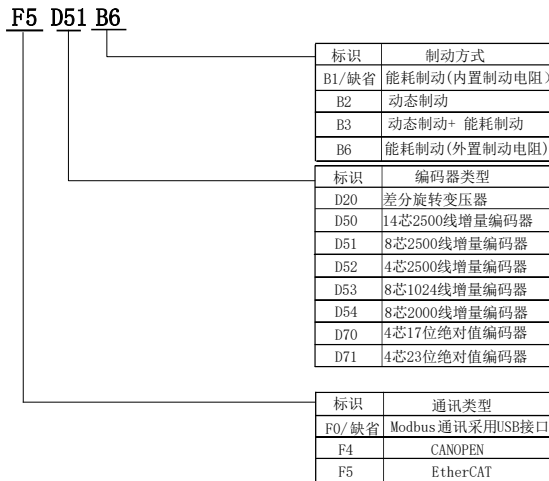 F5 D51 B6
标识 制动方式
B1/缺省 能耗制动(内置制动电阻)
B2 动态制动
B3 动态制动+ 能耗制动
B6 能耗制动(外置制动电阻)
标识 编码器类型
D20 差分旋转变压器
D50 14芯2500线增量编码器
D51 8芯2500线增量编码器
D52 4芯2500线增量编码器
D53 8芯1024线增量编码器
D54 8芯2000线增量编码器
D70 4芯17位绝对值编码器
D71 4芯23位绝对值编码器
标识 通讯类型
F0/缺省 Modbus通讯采用USB接口
F4 CANOPEN
F5 EtherCAT